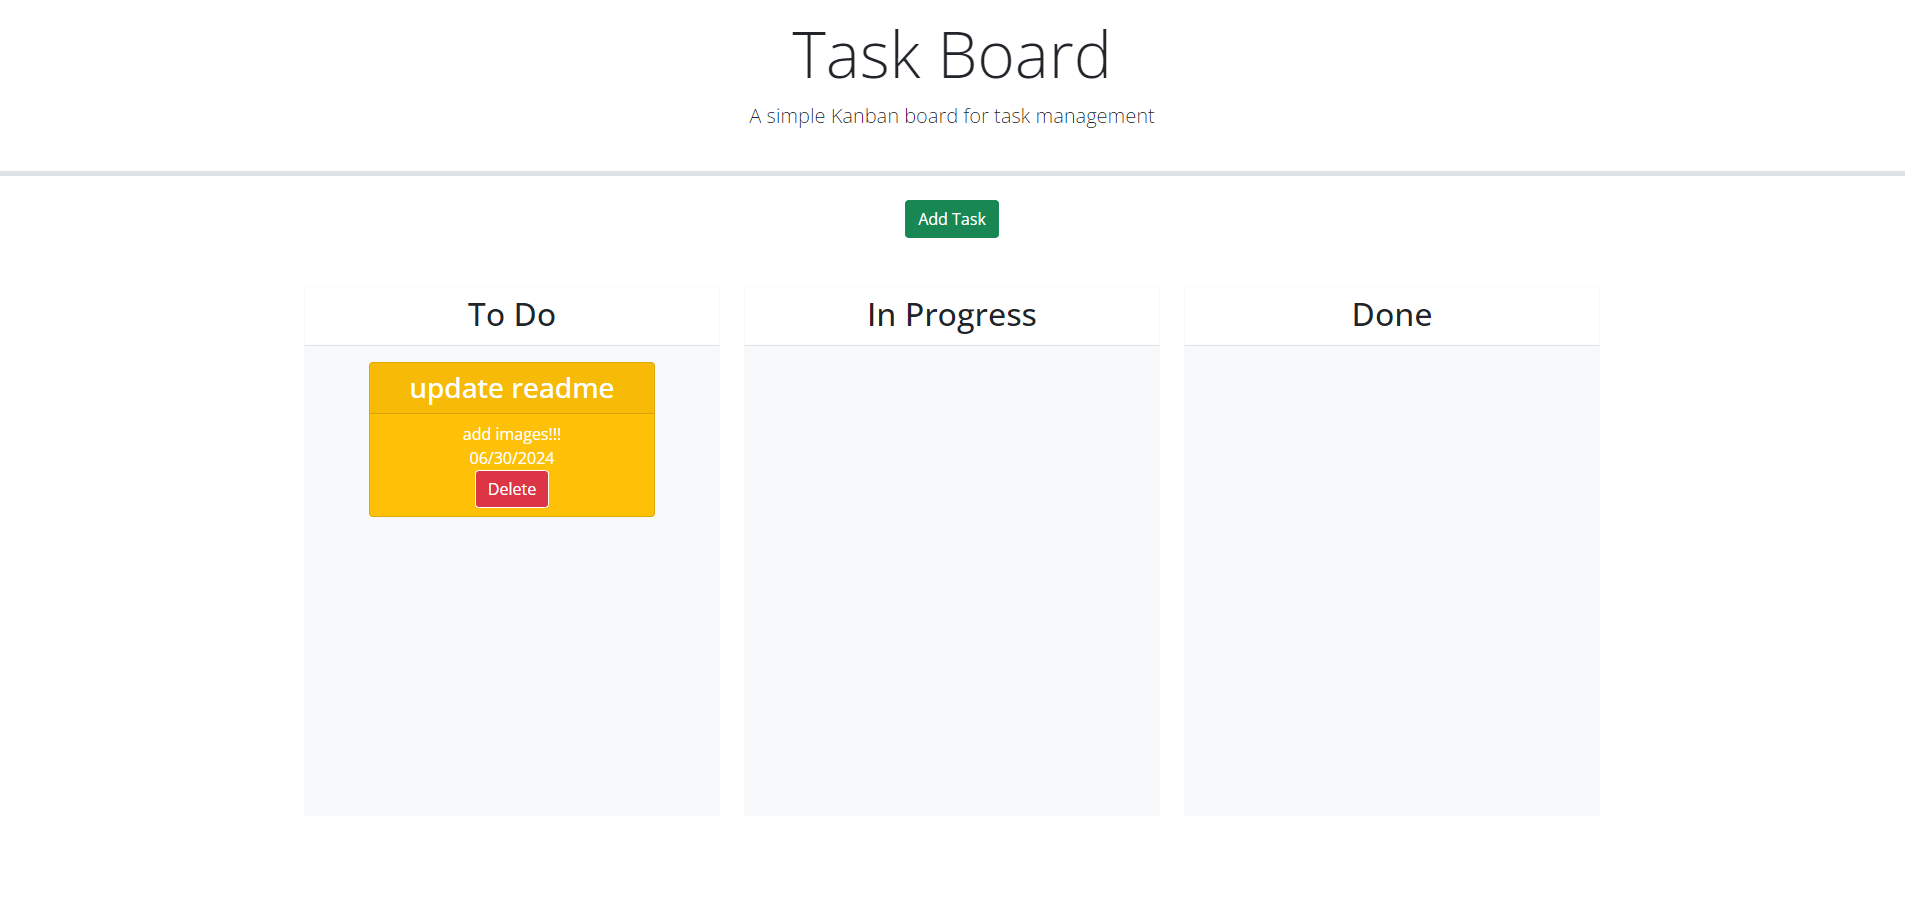 Task Board
A simple Kanban board for task management
Add Task
To Do
update readme
add images!!!
06/30/2024
Delete
In Progress
Done